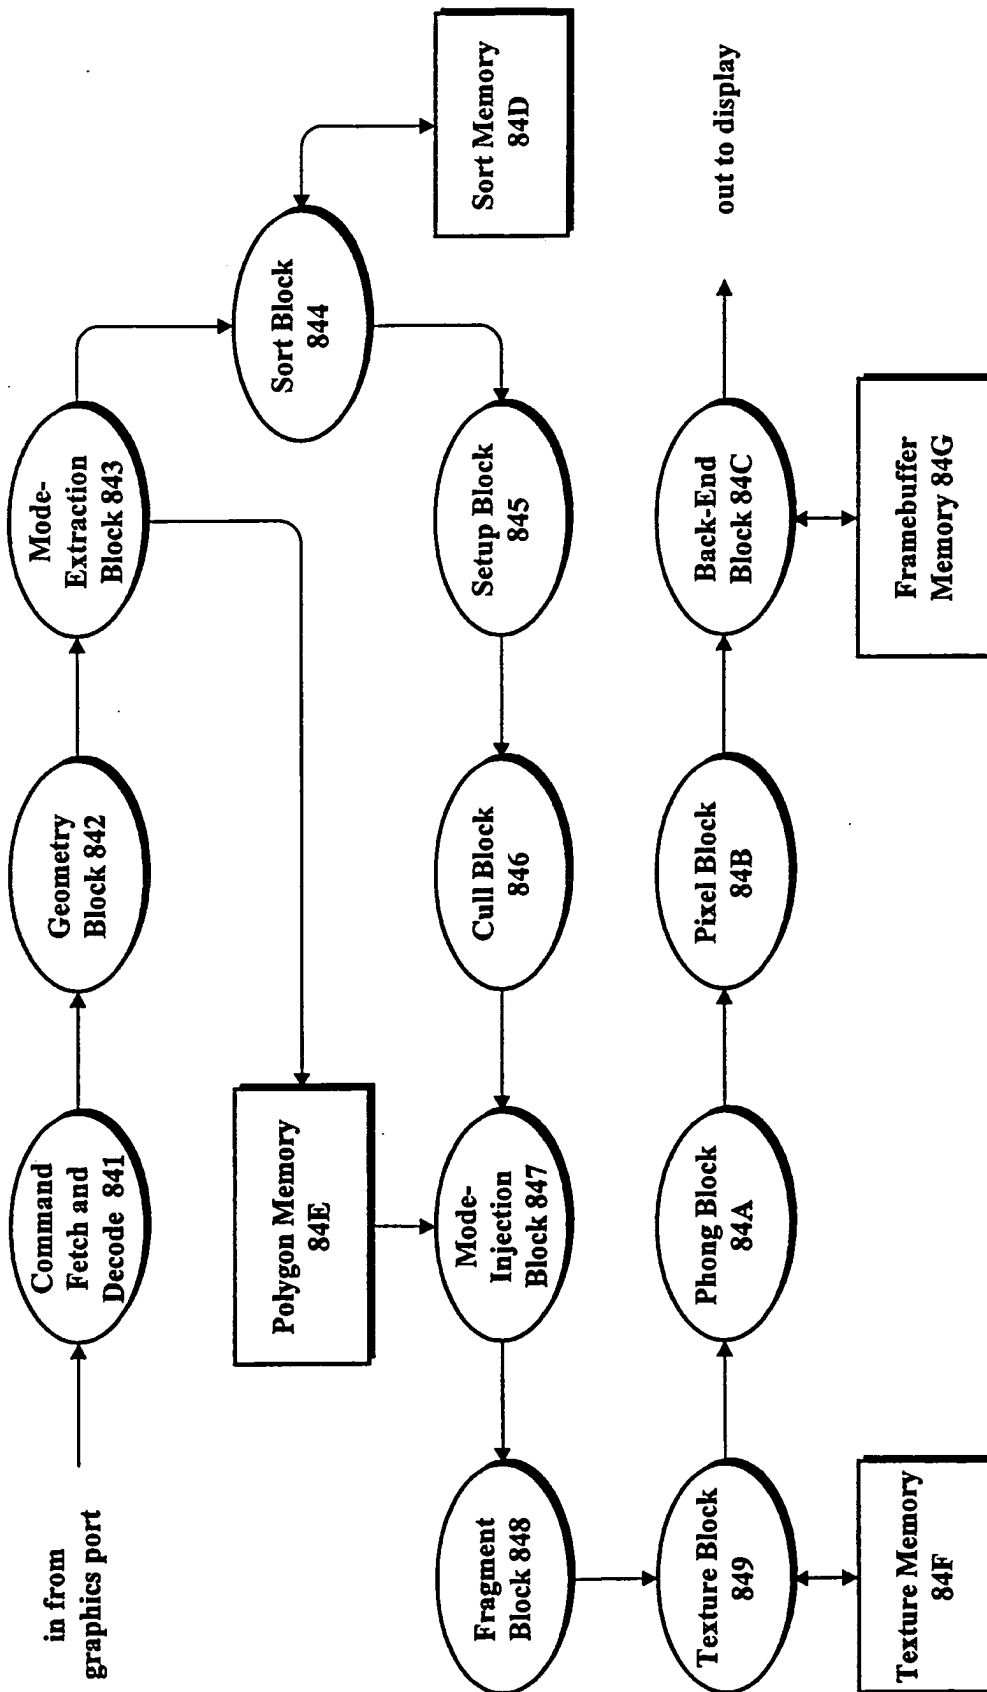 in from
graphics port
Command
Fetch and
Decode 841
Geometry
Block 842
Mode-
Extraction
Block 843
Polygon Memory
84E
Sort Block
844
Sort Memory
84D
Fragment
Block 848
Mode-
Injection
Block 847
Cull Block
846
Setup Block
845
Texture Block
849
Phong Block
84A
Pixel Block
84B
Back-End
Block 84C
out to display
Texture Memory
84F
Framebuffer
Memory 84G